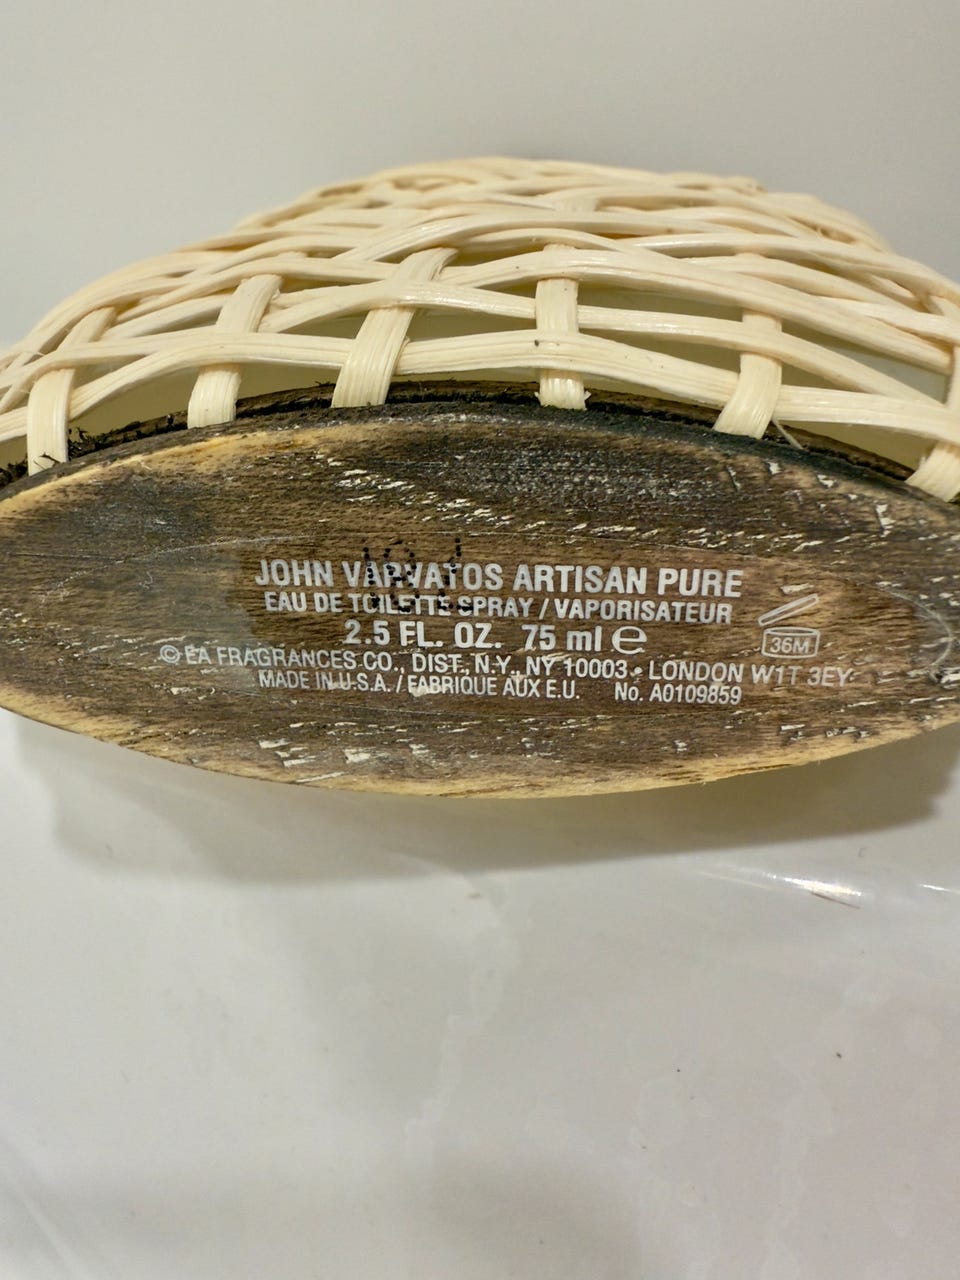 JOHN VARVATOS ARTISAN PURE
EAU DE TOILETTE SPRAY / VAPORISATEUR
2.5 FL. OZ. 75 ml ℮
36M
© EA FRAGRANCES CO., DIST., N.Y., NY 10003 • LONDON W1T 3EY
MADE IN U.S.A. / FABRIQUE AUX E.U. No. A0109859